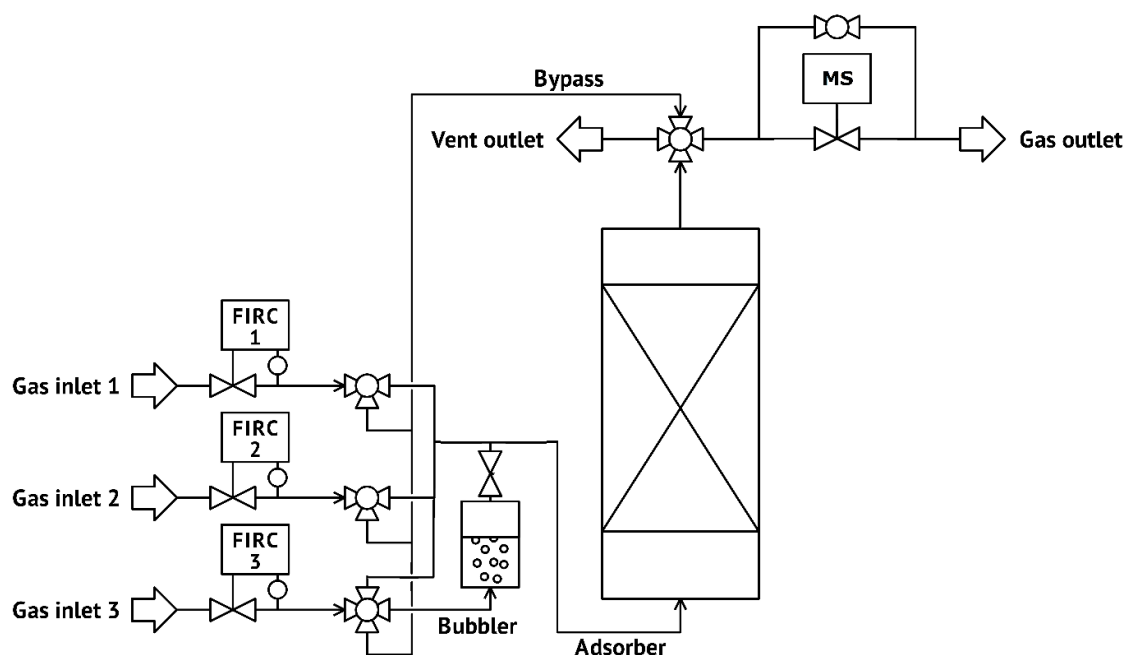 Bypass
MS
Vent outlet
Gas outlet
FIRC
1
Gas inlet 1
FIRC
2
Gas inlet 2
FIRC
3
Gas inlet 3
Bubbler
Adsorber